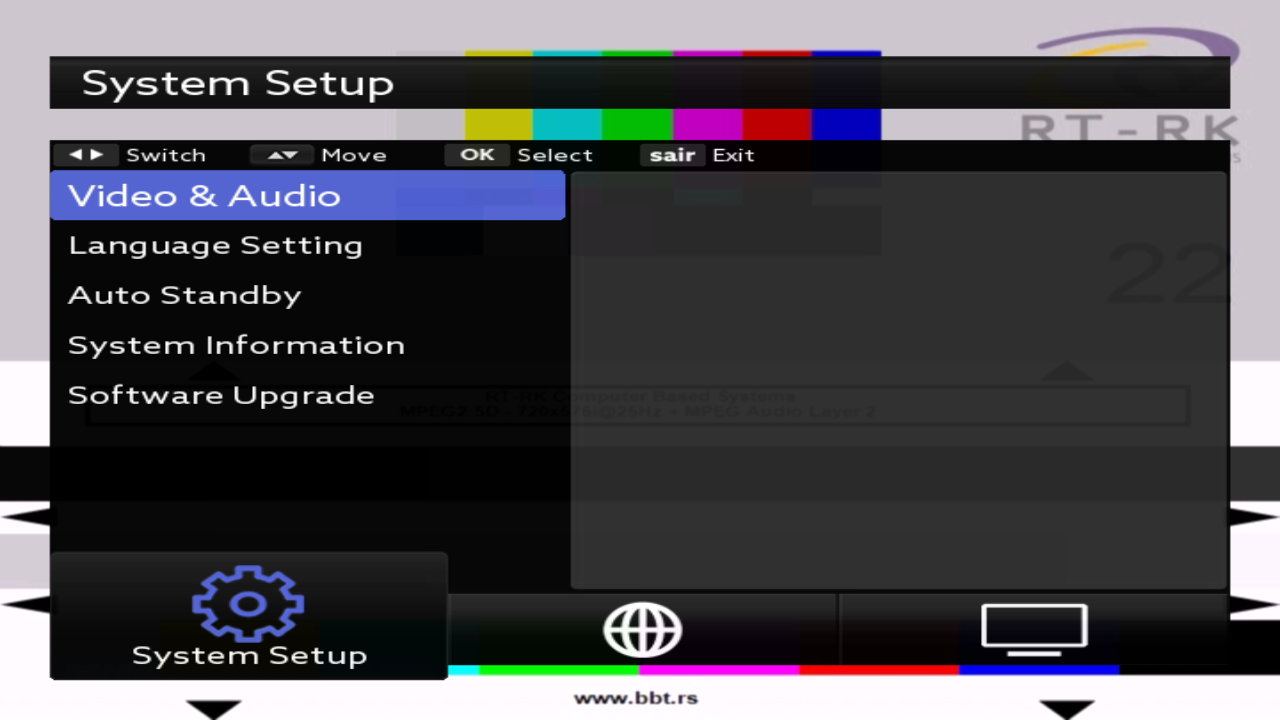 System Setup
RT-RK
Switch Move OK Select sair Exit
Video & Audio
Language Setting
22
Auto Standby
System Information
Software Upgrade
RT-RK Computer Based Systems
MPEG2 SD - 720x576i@25Hz + MPEG Audio Layer 2
System Setup
www.bbt.rs